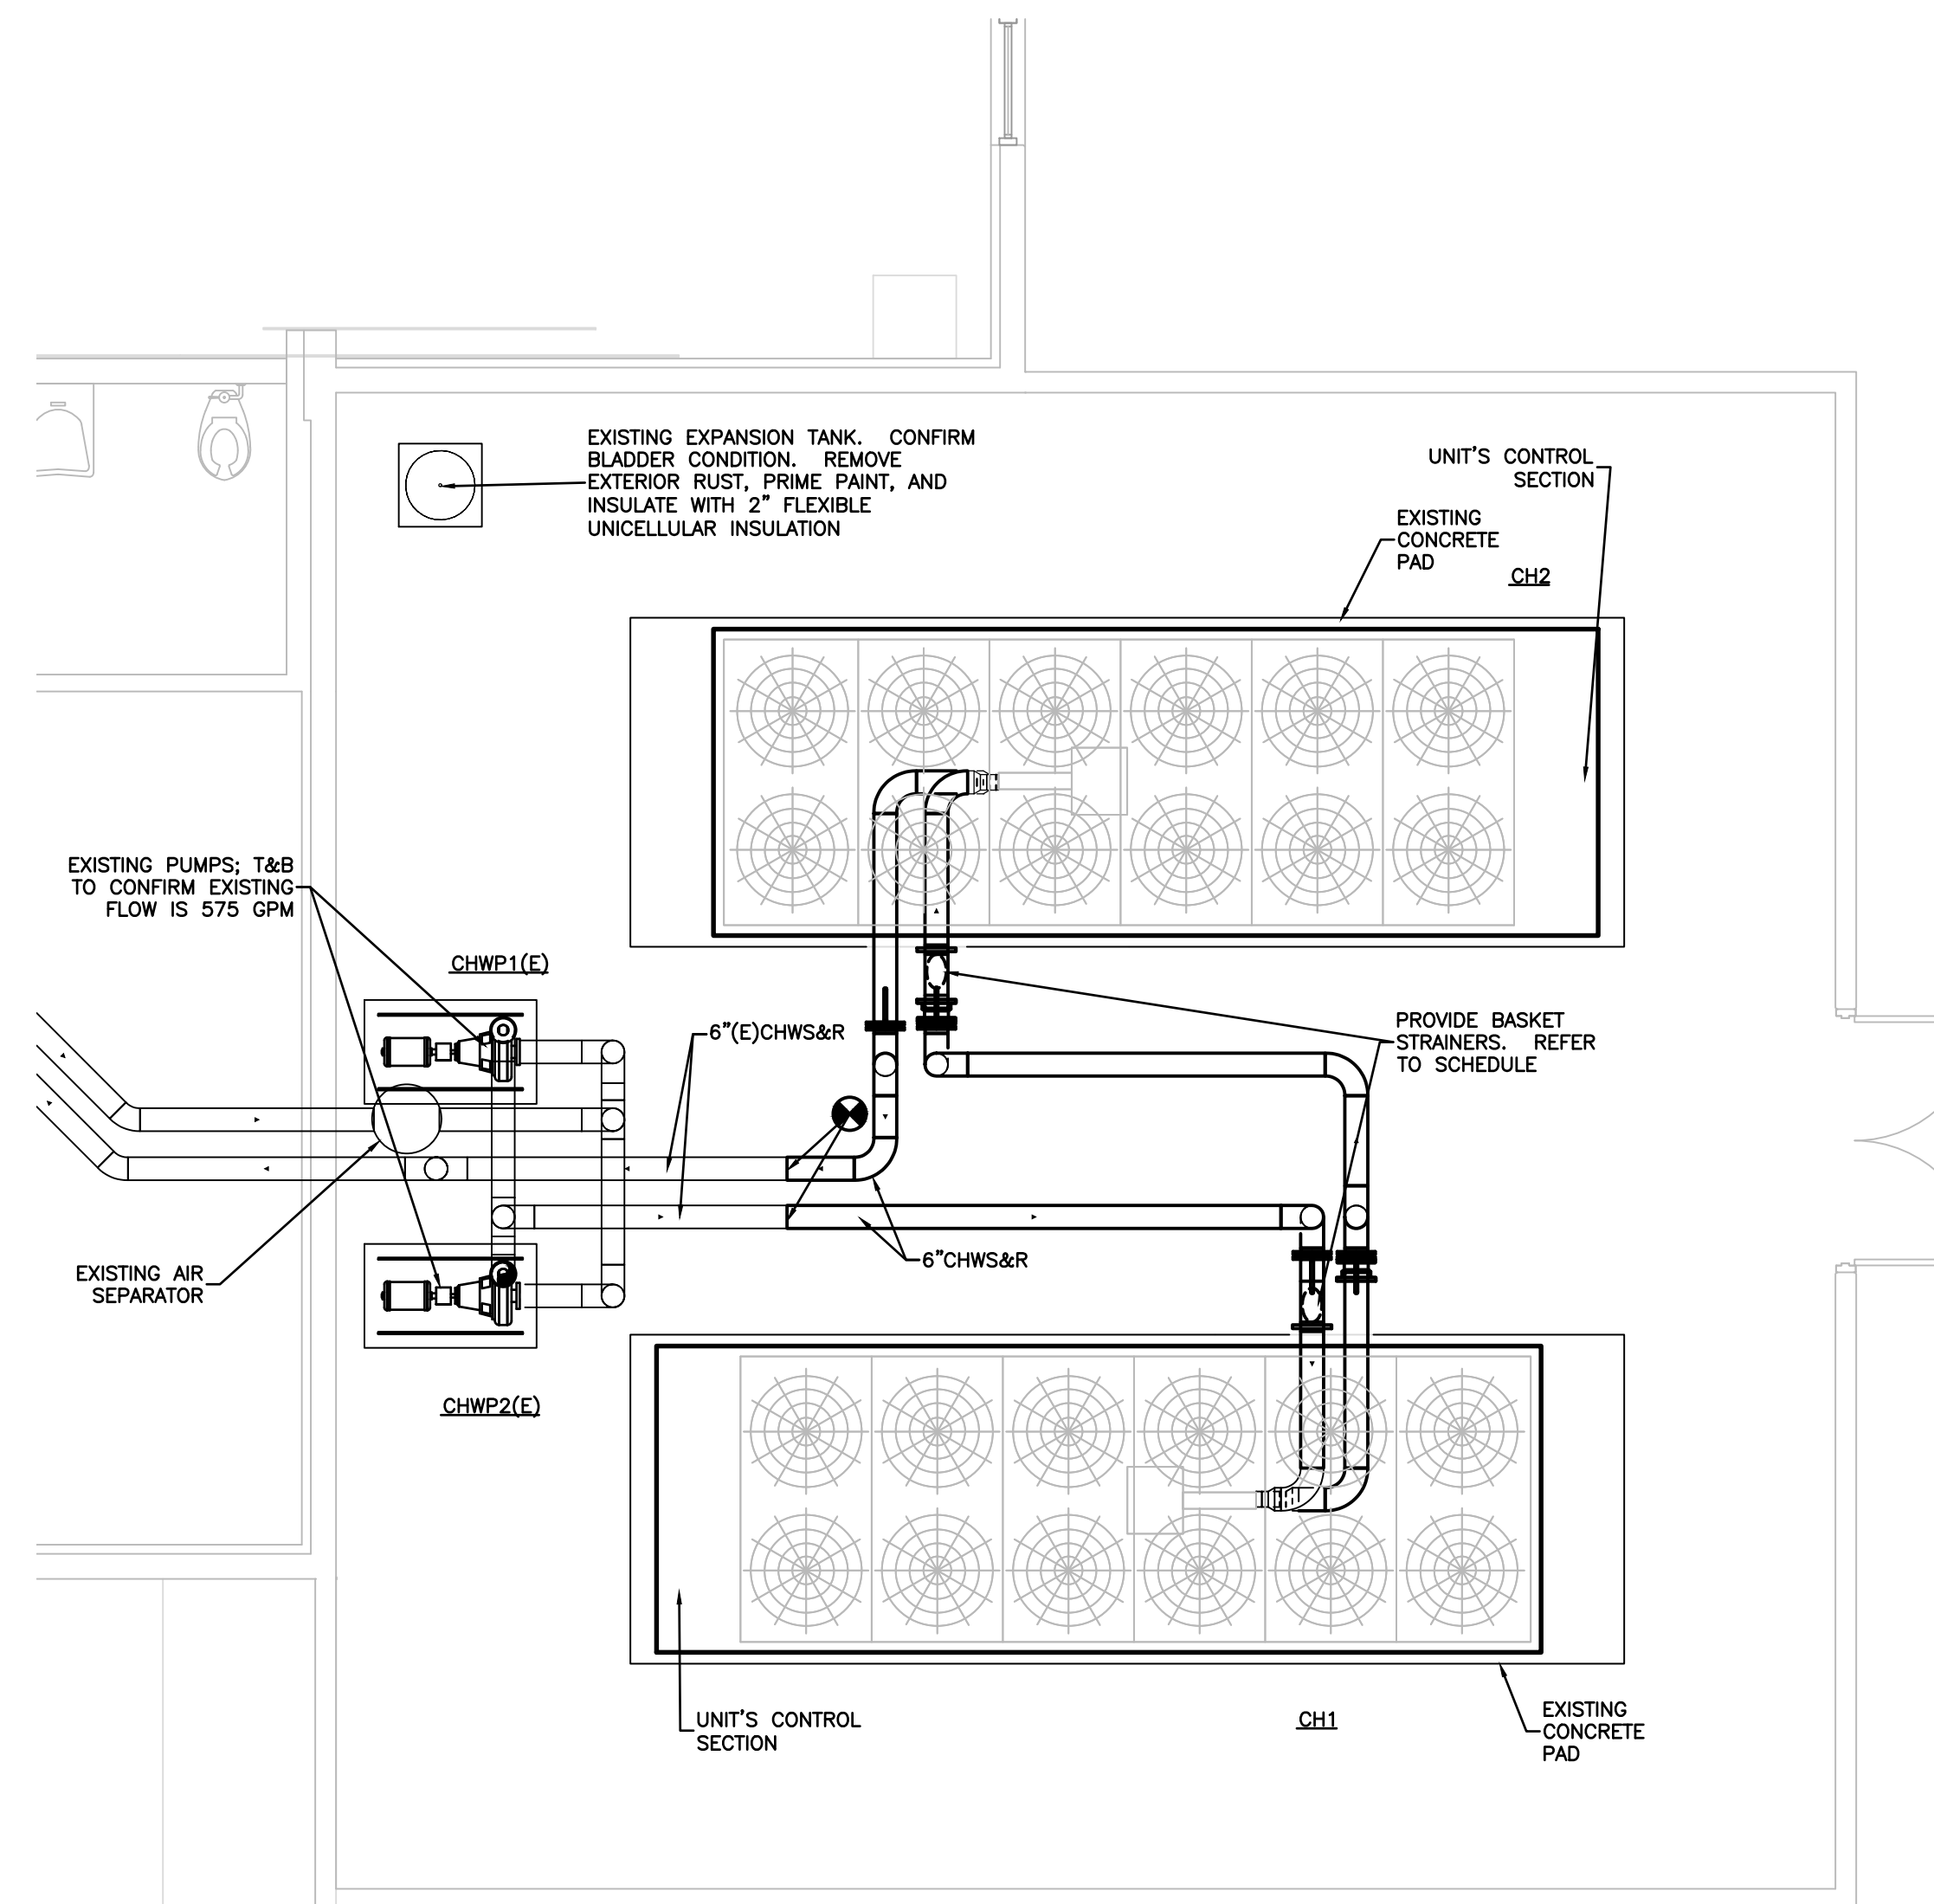 EXISTING EXPANSION TANK.  CONFIRM
BLADDER CONDITION.  REMOVE
EXTERIOR RUST, PRIME PAINT, AND
INSULATE WITH 2" FLEXIBLE
UNICELLULAR INSULATION
UNIT'S CONTROL
SECTION
EXISTING
CONCRETE
PAD
CH2
EXISTING PUMPS; T&B
TO CONFIRM EXISTING
FLOW IS 575 GPM
CHWP1(E)
6"(E)CHWS&R
PROVIDE BASKET
STRAINERS.  REFER
TO SCHEDULE
6"CHWS&R
EXISTING AIR
SEPARATOR
CHWP2(E)
UNIT'S CONTROL
SECTION
CH1
EXISTING
CONCRETE
PAD